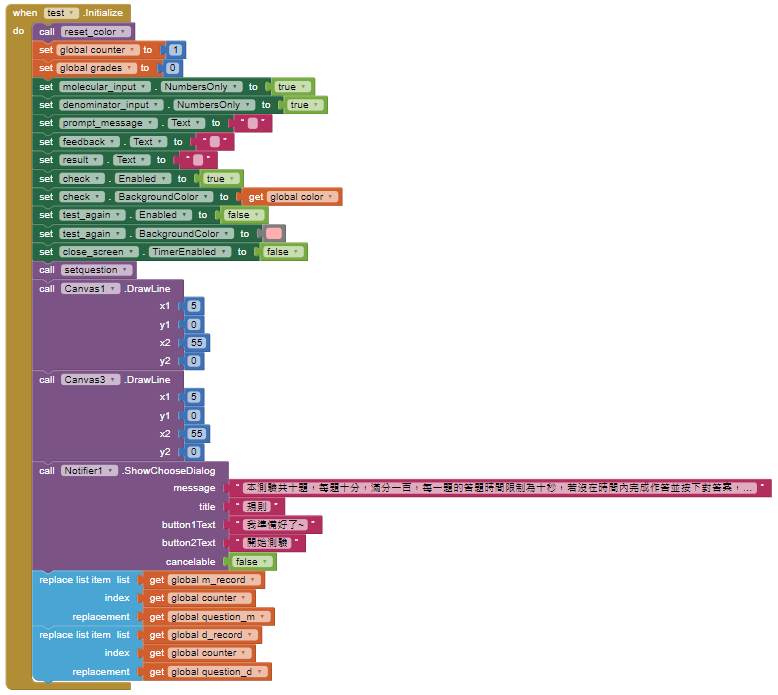 when test .Initialize
do call reset_color
set global counter to 1
set global grades to 0
set molecular_input . NumbersOnly to true
set denominator_input . NumbersOnly to true
set prompt_message . Text to " "
set feedback . Text to " "
set result . Text to " "
set check . Enabled to true
set check . BackgroundColor to get global color
set test_again . Enabled to false
set test_again . BackgroundColor to
set close_screen . TimerEnabled to false
call setquestion
call Canvas1 .DrawLine
x1 5
y1 0
x2 55
y2 0
call Canvas3 .DrawLine
x1 5
y1 0
x2 55
y2 0
call Notifier1 .ShowChooseDialog
message " 本測驗共十題，每題十分，滿分一百，每一題的答題時間限制為十秒，若沒在時間內完成作答並按下對答案，... "
title " 規則 "
button1Text " 我準備好了~ "
button2Text " 開始測驗 "
cancelable false
replace list item list get global m_record
index get global counter
replacement get global question_m
replace list item list get global d_record
index get global counter
replacement get global question_d